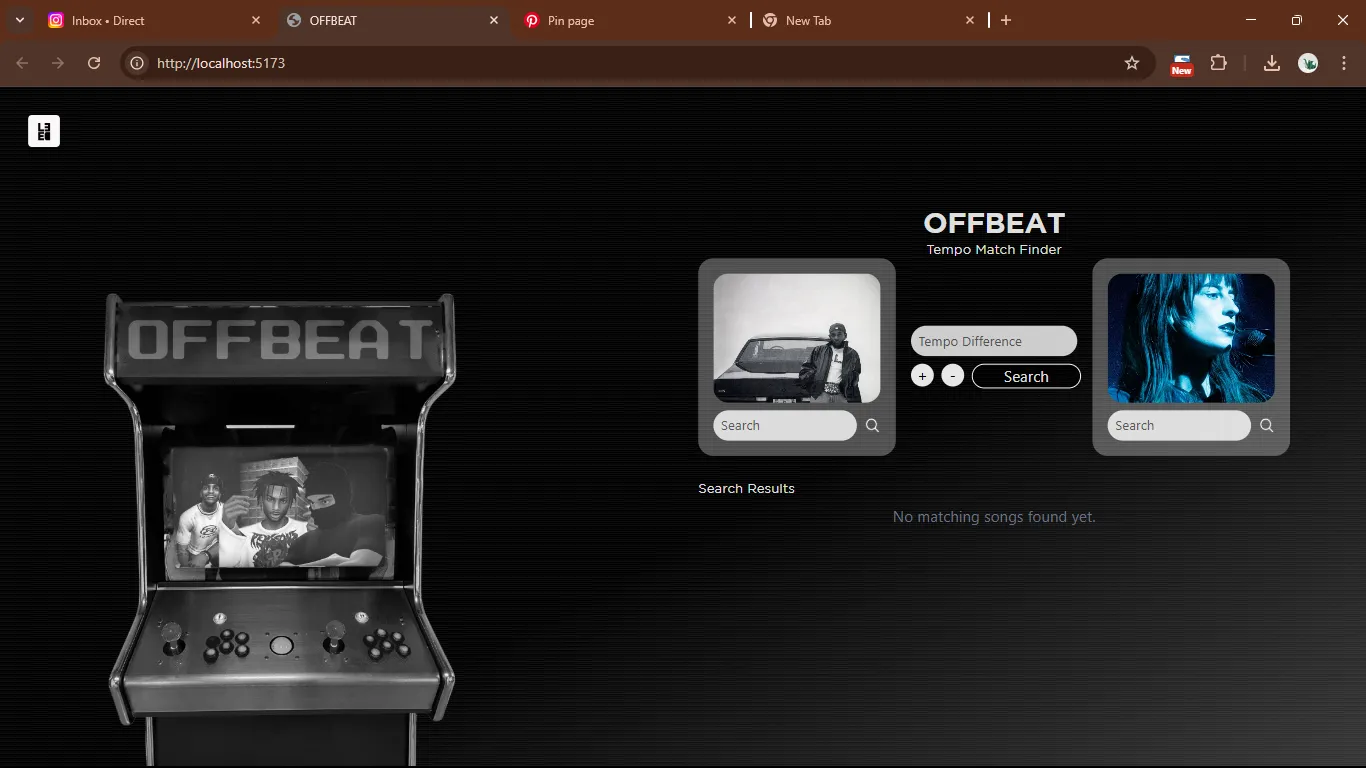 Inbox • Direct
OFFBEAT
Pin page
New Tab
http://localhost:5173
New
OFFBEAT
Tempo Match Finder
OFFBEAT
Tempo Difference
+
-
Search
Search
Search
Search Results
No matching songs found yet.